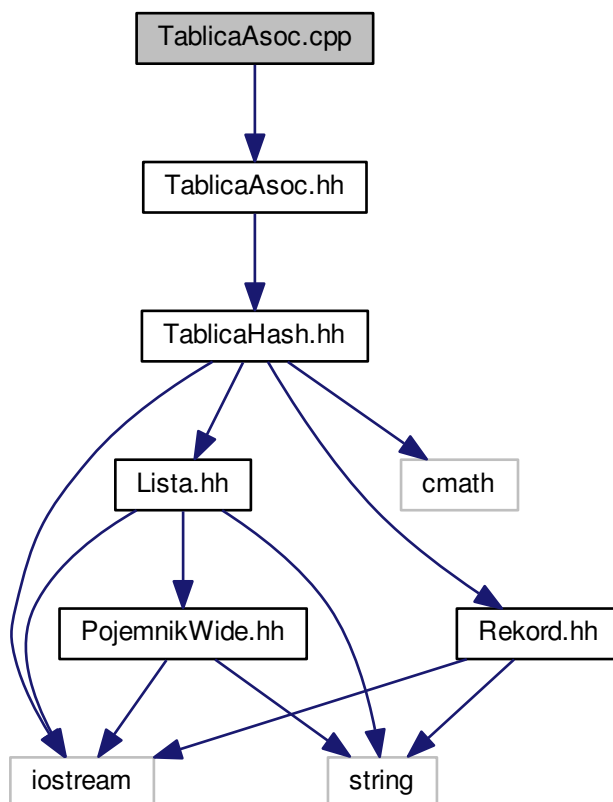 TablicaAsoc.cpp
TablicaAsoc.hh
TablicaHash.hh
Lista.hh
cmath
PojemnikWide.hh
Rekord.hh
iostream
string